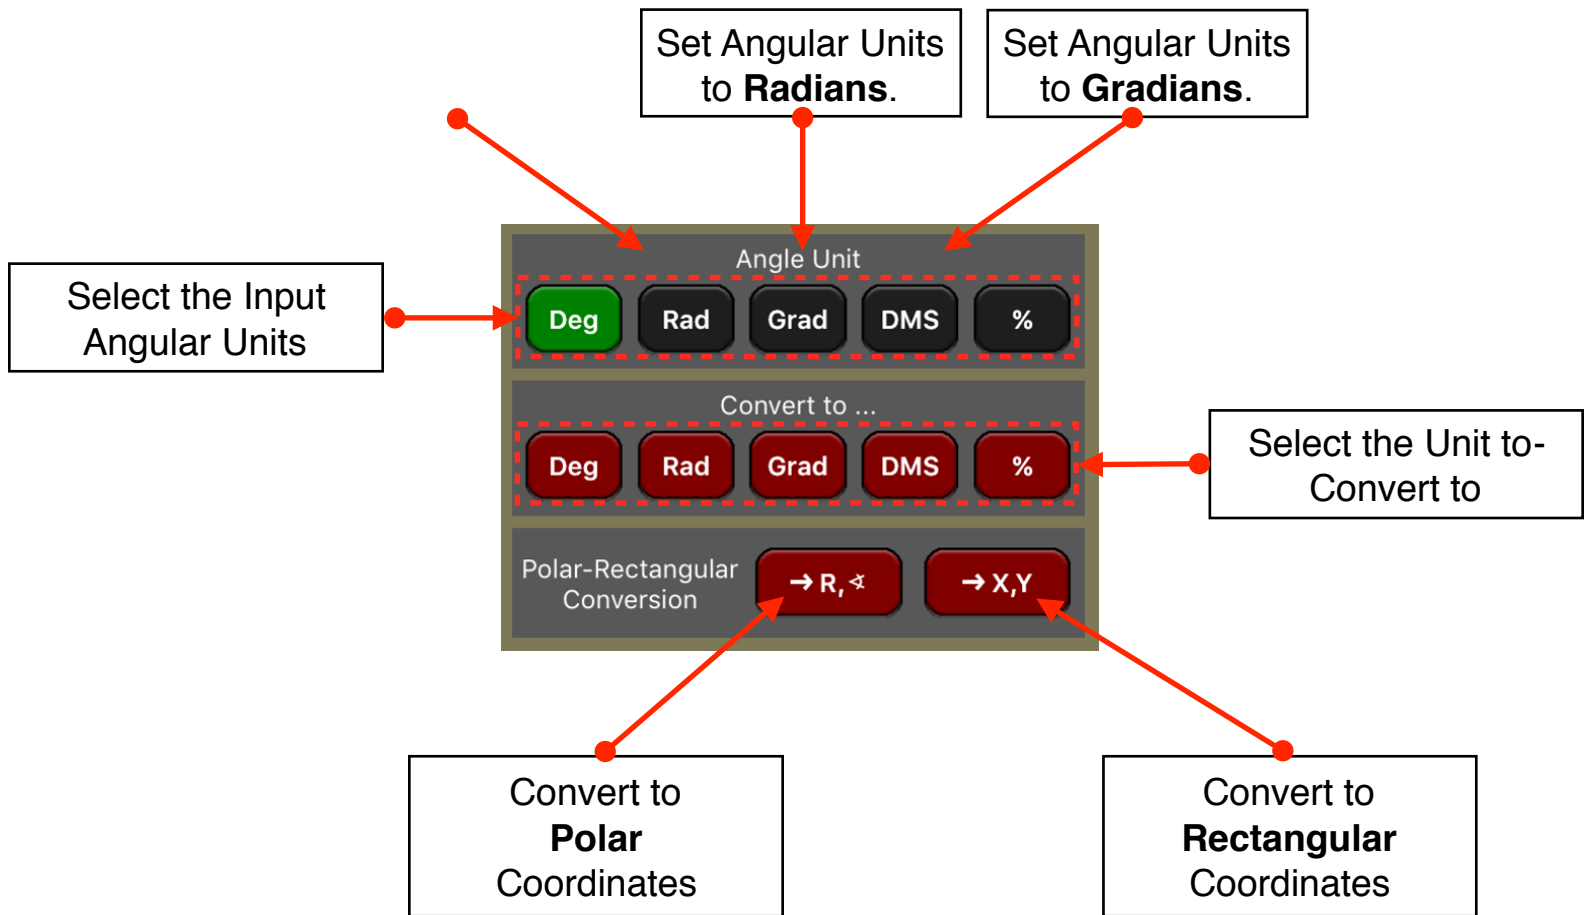 Set Angular Units
to Radians.
Set Angular Units
to Gradians.
Select the Input
Angular Units
Angle Unit
Deg Rad Grad DMS %
Convert to ...
Deg Rad Grad DMS %
Select the Unit to-
Convert to
Polar-Rectangular
Conversion
→ R, ∢
→ X,Y
Convert to
Polar
Coordinates
Convert to
Rectangular
Coordinates